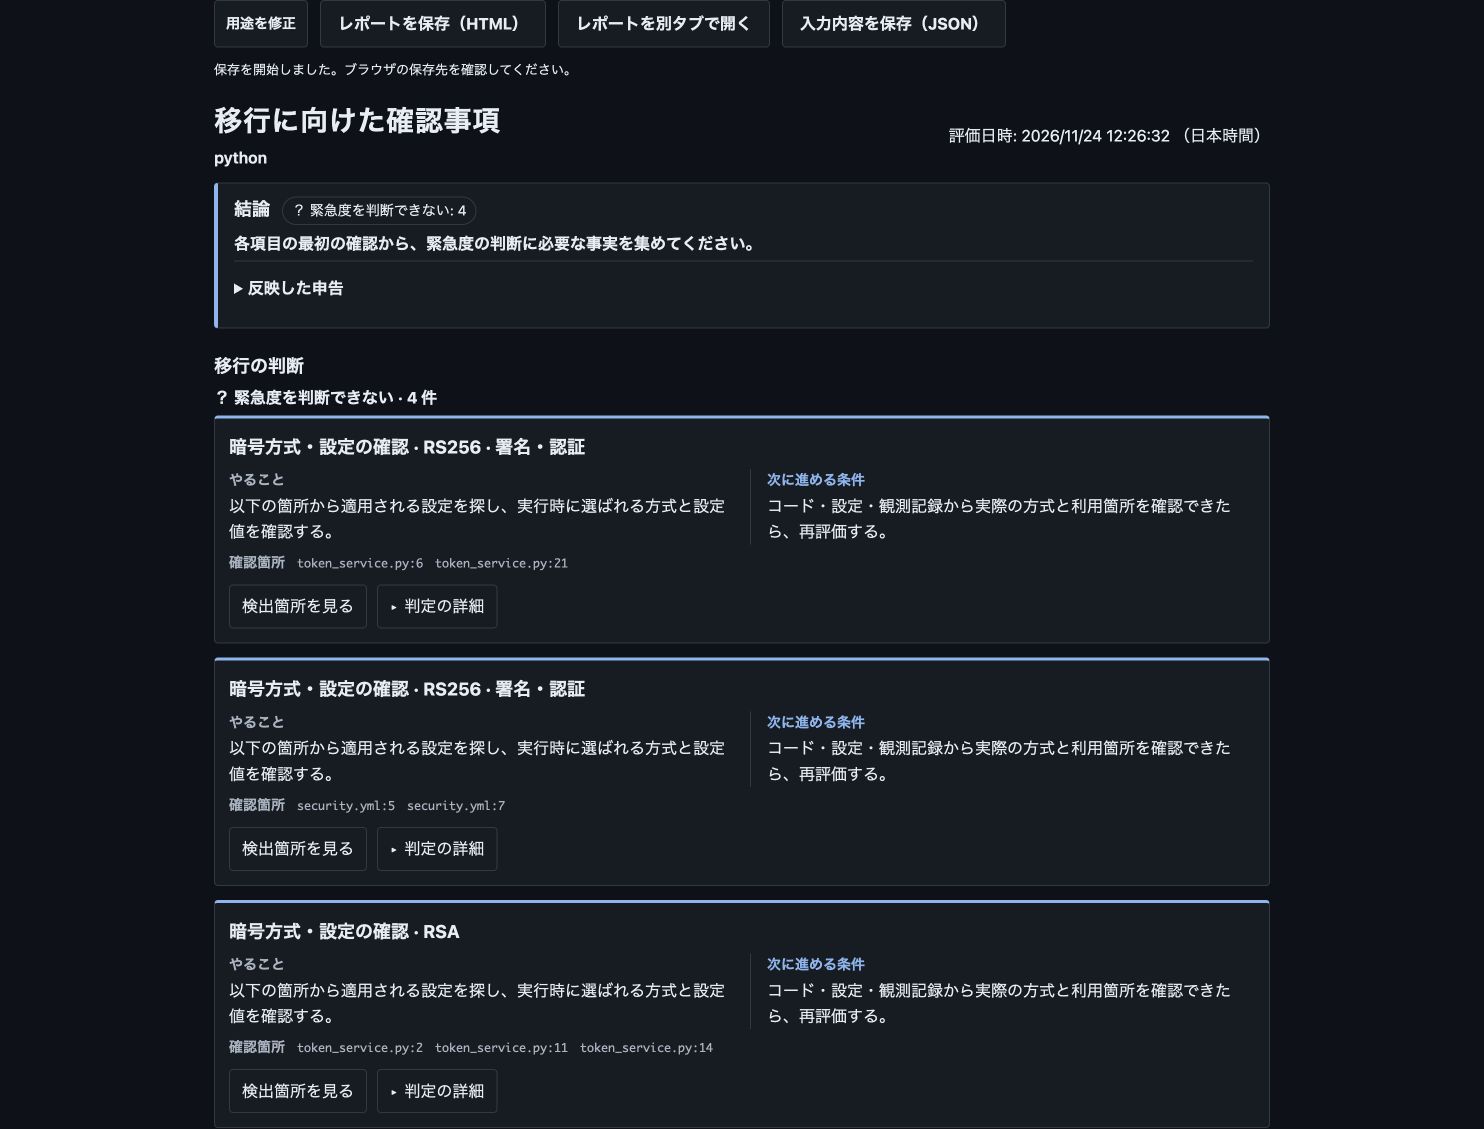 用途を修正
レポートを保存（HTML）
レポートを別タブで開く
入力内容を保存（JSON）
保存を開始しました。ブラウザの保存先を確認してください。
移行に向けた確認事項
評価日時: 2026/11/24 12:26:32 （日本時間）
python
結論 ? 緊急度を判断できない: 4
各項目の最初の確認から、緊急度の判断に必要な事実を集めてください。
▶ 反映した申告
移行の判断
? 緊急度を判断できない · 4 件
暗号方式・設定の確認 · RS256 · 署名・認証
やること
以下の箇所から適用される設定を探し、実行時に選ばれる方式と設定
値を確認する。
次に進める条件
コード・設定・観測記録から実際の方式と利用箇所を確認できた
ら、再評価する。
確認箇所 token_service.py:6 token_service.py:21
検出箇所を見る
▸ 判定の詳細
暗号方式・設定の確認 · RS256 · 署名・認証
やること
以下の箇所から適用される設定を探し、実行時に選ばれる方式と設定
値を確認する。
次に進める条件
コード・設定・観測記録から実際の方式と利用箇所を確認できた
ら、再評価する。
確認箇所 security.yml:5 security.yml:7
検出箇所を見る
▸ 判定の詳細
暗号方式・設定の確認 · RSA
やること
以下の箇所から適用される設定を探し、実行時に選ばれる方式と設定
値を確認する。
次に進める条件
コード・設定・観測記録から実際の方式と利用箇所を確認できた
ら、再評価する。
確認箇所 token_service.py:2 token_service.py:11 token_service.py:14
検出箇所を見る
▸ 判定の詳細